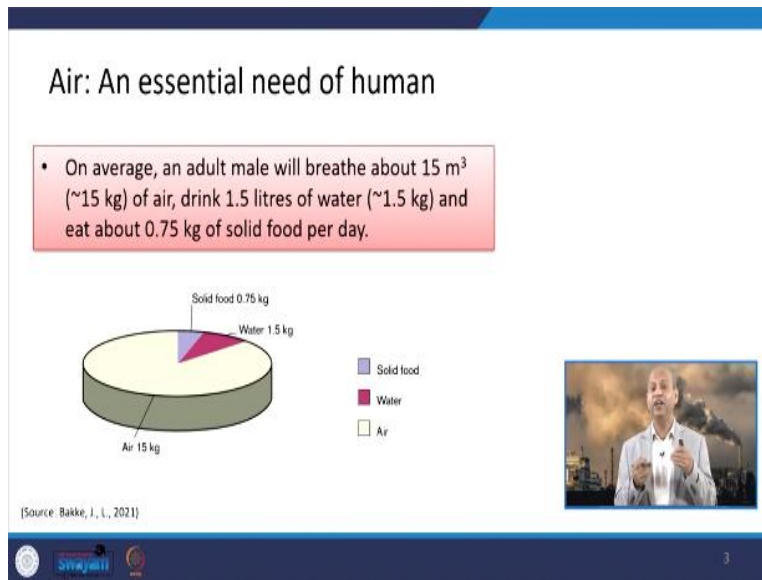 Air: An essential need of human
• On average, an adult male will breathe about 15 m³
(~15 kg) of air, drink 1.5 litres of water (~1.5 kg) and
eat about 0.75 kg of solid food per day.
Solid food 0.75 kg
Water 1.5 kg
Solid food
Water
Air
Air 15 kg
(Source: Bakke, J., L., 2021)
swayam
3